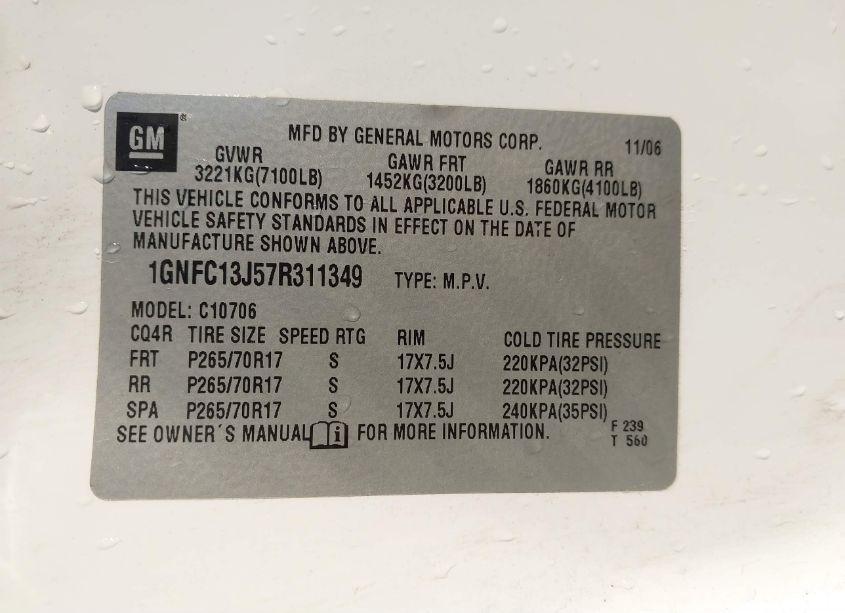 GM ®
MFD BY GENERAL MOTORS CORP. 11/06
GVWR GAWR FRT GAWR RR
3221KG(7100LB) 1452KG(3200LB) 1860KG(4100LB)
THIS VEHICLE CONFORMS TO ALL APPLICABLE U.S. FEDERAL MOTOR
VEHICLE SAFETY STANDARDS IN EFFECT ON THE DATE OF
MANUFACTURE SHOWN ABOVE.
1GNFC13J57R311349 TYPE: M.P.V.
MODEL: C10706
CQ4R TIRE SIZE SPEED RTG RIM COLD TIRE PRESSURE
FRT P265/70R17 S 17X7.5J 220KPA(32PSI)
RR P265/70R17 S 17X7.5J 220KPA(32PSI)
SPA P265/70R17 S 17X7.5J 240KPA(35PSI)
SEE OWNER´S MANUAL i FOR MORE INFORMATION.
F 239
T 560